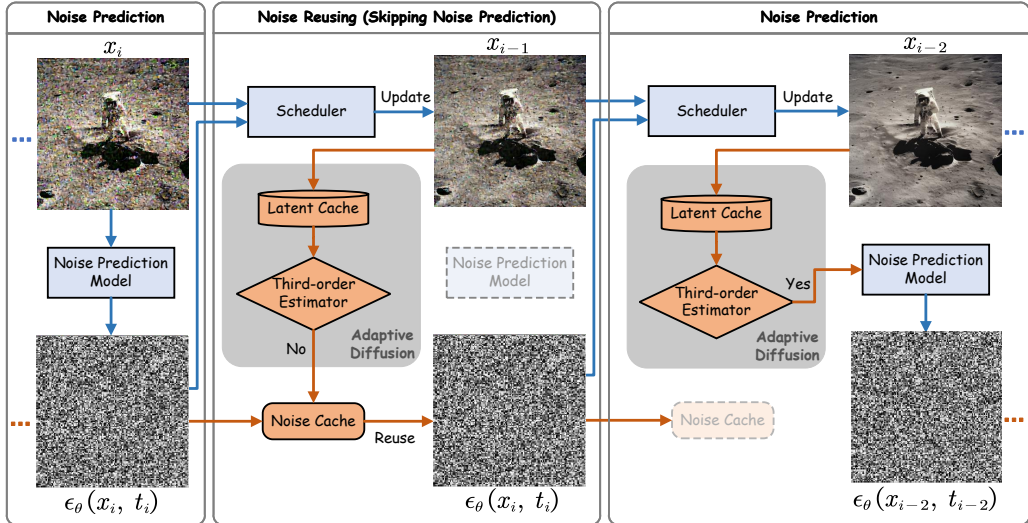 Noise Prediction
x_i
Noise Prediction
Model
ϵ_θ(x_i, t_i)
Noise Reusing (Skipping Noise Prediction)
x_{i−1}
Scheduler
Update
Latent Cache
Third-order
Estimator
Adaptive
Diffusion
No
Noise Cache
Reuse
Noise Prediction
Model
ϵ_θ(x_i, t_i)
Noise Prediction
x_{i−2}
Scheduler
Update
Latent Cache
Third-order
Estimator
Yes
Adaptive
Diffusion
Noise Prediction
Model
Noise Cache
ϵ_θ(x_{i−2}, t_{i−2})